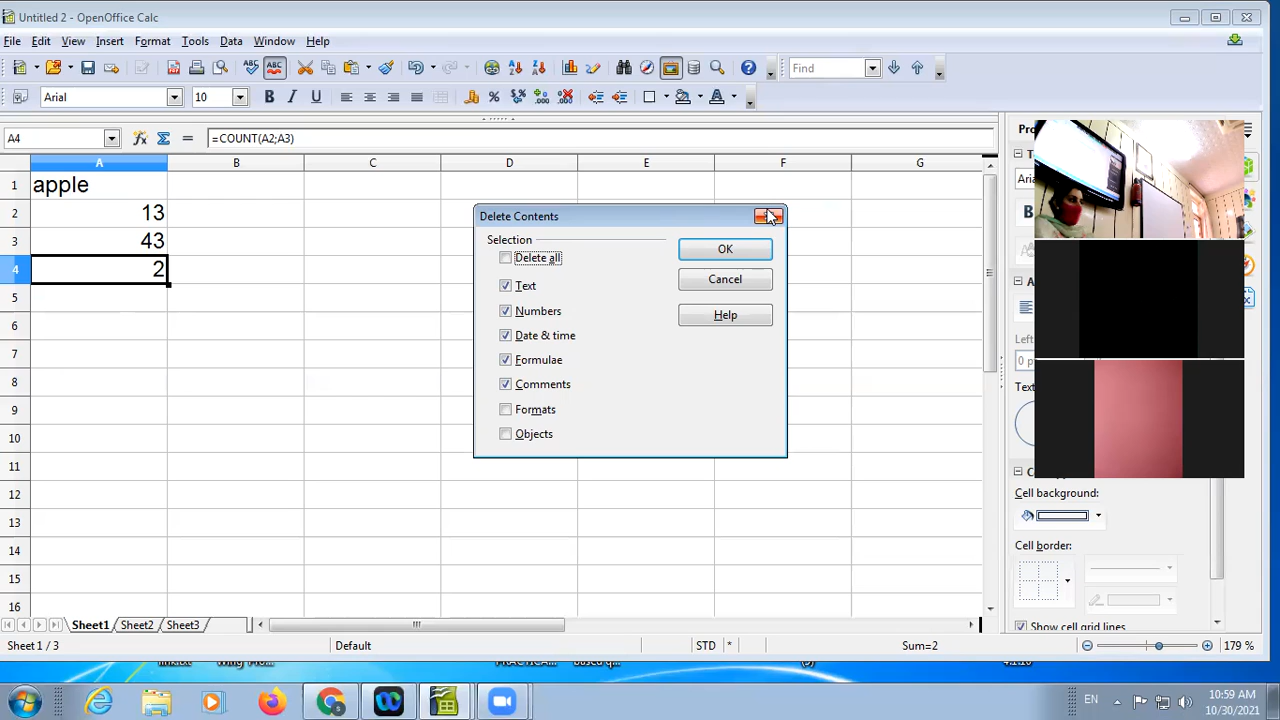 Untitled 2 - OpenOffice Calc
File Edit View Insert Format Tools Data Window Help
ABC ABC Find
Arial 10 B I U
A4 =COUNT(A2;A3)
A B C D E F G
1 apple
2 13
3 43
4 2
5
6
7
8
9
10
11
12
13
14
15
16
Delete Contents
Selection
Delete all
Text
Numbers
Date & time
Formulae
Comments
Formats
Objects
OK
Cancel
Help
Cell background:
Cell border:
Show cell grid lines
Sheet1 Sheet2 Sheet3
Sheet 1 / 3 Default STD * Sum=2 179 %
EN
10:59 AM
10/30/2021